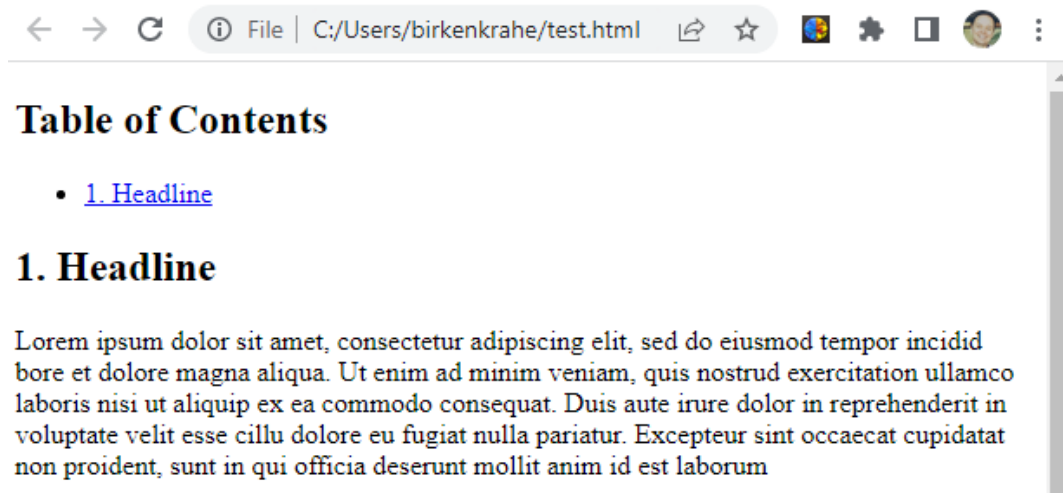 File C:/Users/birkenkrahe/test.html
Table of Contents
1. Headline
1. Headline
Lorem ipsum dolor sit amet, consectetur adipiscing elit, sed do eiusmod tempor incidid
bore et dolore magna aliqua. Ut enim ad minim veniam, quis nostrud exercitation ullamco
laboris nisi ut aliquip ex ea commodo consequat. Duis aute irure dolor in reprehenderit in
voluptate velit esse cillu dolore eu fugiat nulla pariatur. Excepteur sint occaecat cupidatat
non proident, sunt in qui officia deserunt mollit anim id est laborum